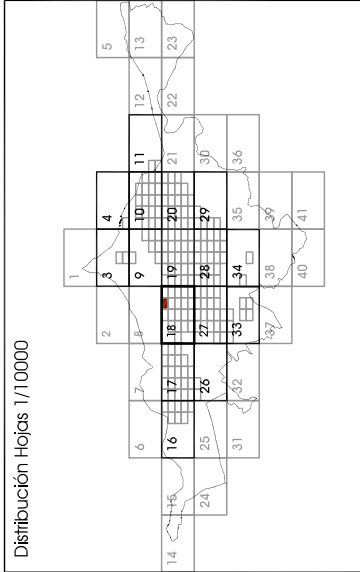 Distribución Hojas 1/10000
1
2 3 4 5
6 7 8 9 10 11 12 13
14 15 16 17 18 19 20 21 22 23
24 25 26 27 28 29 30
31 32 33 34 35 36
37 38 39
40 41